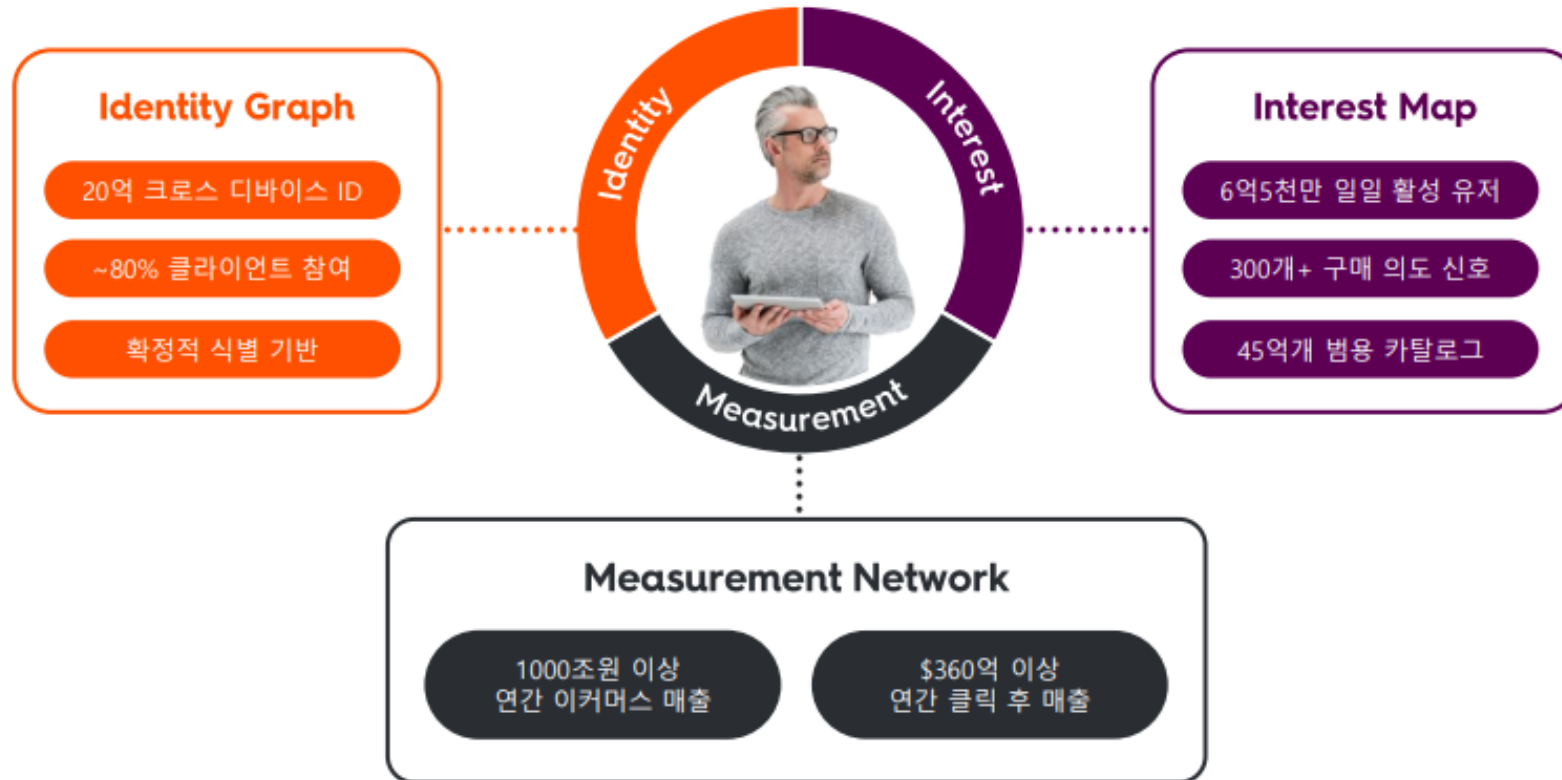 Identity Graph
20억 크로스 디바이스 ID
~80% 클라이언트 참여
확정적 식별 기반
Identity
Interest
Measurement
Interest Map
6억5천만 일일 활성 유저
300개+ 구매 의도 신호
45억개 범용 카탈로그
Measurement Network
1000조원 이상
연간 이커머스 매출
$360억 이상
연간 클릭 후 매출